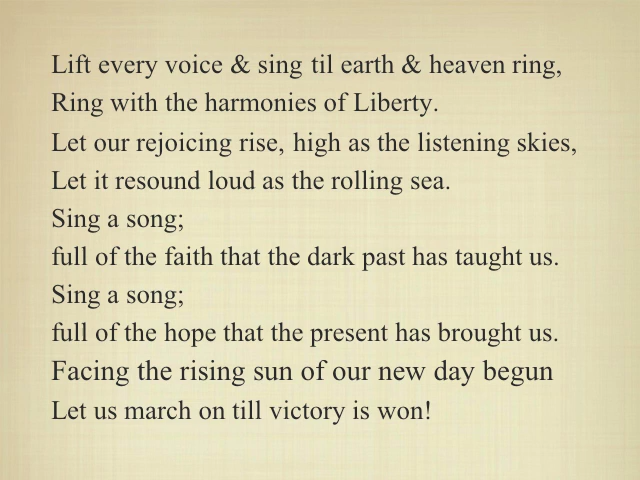 Lift every voice & sing til earth & heaven ring,
Ring with the harmonies of Liberty.
Let our rejoicing rise, high as the listening skies,
Let it resound loud as the rolling sea.
Sing a song;
full of the faith that the dark past has taught us.
Sing a song;
full of the hope that the present has brought us.
Facing the rising sun of our new day begun
Let us march on till victory is won!